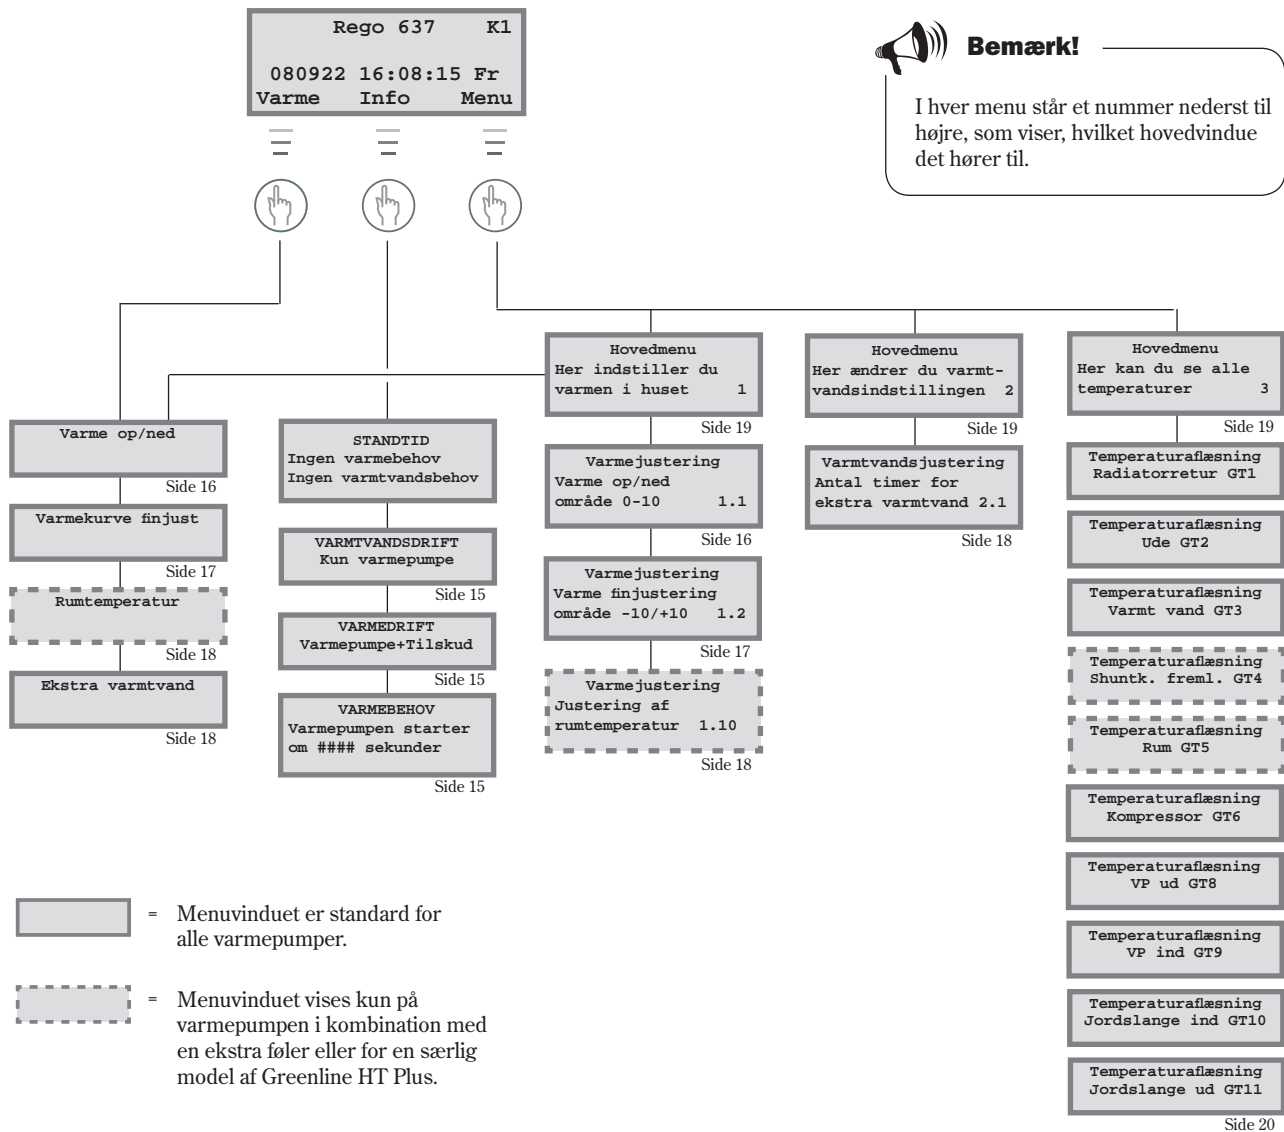 Rego 637 K1
080922 16:08:15 Fr
Varme Info Menu
Bemærk!
I hver menu står et nummer nederst til
højre, som viser, hvilket hovedvindue
det hører til.
Varme op/ned
Side 16
Varmekurve finjust
Side 17
Rumtemperatur
Side 18
Ekstra varmtvand
Side 18
STANDTID
Ingen varmebehov
Ingen varmtvandsbehov
VARMTVANDSDRIFT
Kun varmepumpe
Side 15
VARMEDRIFT
Varmepumpe+Tilskud
Side 15
VARMEBEHOV
Varmepumpen starter
om #### sekunder
Side 15
Hovedmenu
Her indstiller du
varmen i huset 1
Side 19
Varmejustering
Varme op/ned
område 0-10 1.1
Side 16
Varmejustering
Varme finjustering
område -10/+10 1.2
Side 17
Varmejustering
Justering af
rumtemperatur 1.10
Side 18
Hovedmenu
Her ændrer du varmt-
vandsindstillingen 2
Side 19
Varmtvandsjustering
Antal timer for
ekstra varmtvand 2.1
Side 18
Hovedmenu
Her kan du se alle
temperaturer 3
Side 19
Temperaturaflæsning
Radiatorretur GT1
Temperaturaflæsning
Ude GT2
Temperaturaflæsning
Varmt vand GT3
Temperaturaflæsning
Shuntk. freml. GT4
Temperaturaflæsning
Rum GT5
Temperaturaflæsning
Kompressor GT6
Temperaturaflæsning
VP ud GT8
Temperaturaflæsning
VP ind GT9
Temperaturaflæsning
Jordslange ind GT10
Temperaturaflæsning
Jordslange ud GT11
Side 20
= Menuvinduet er standard for
alle varmepumper.
= Menuvinduet vises kun på
varmepumpen i kombination med
en ekstra føler eller for en særlig
model af Greenline HT Plus.